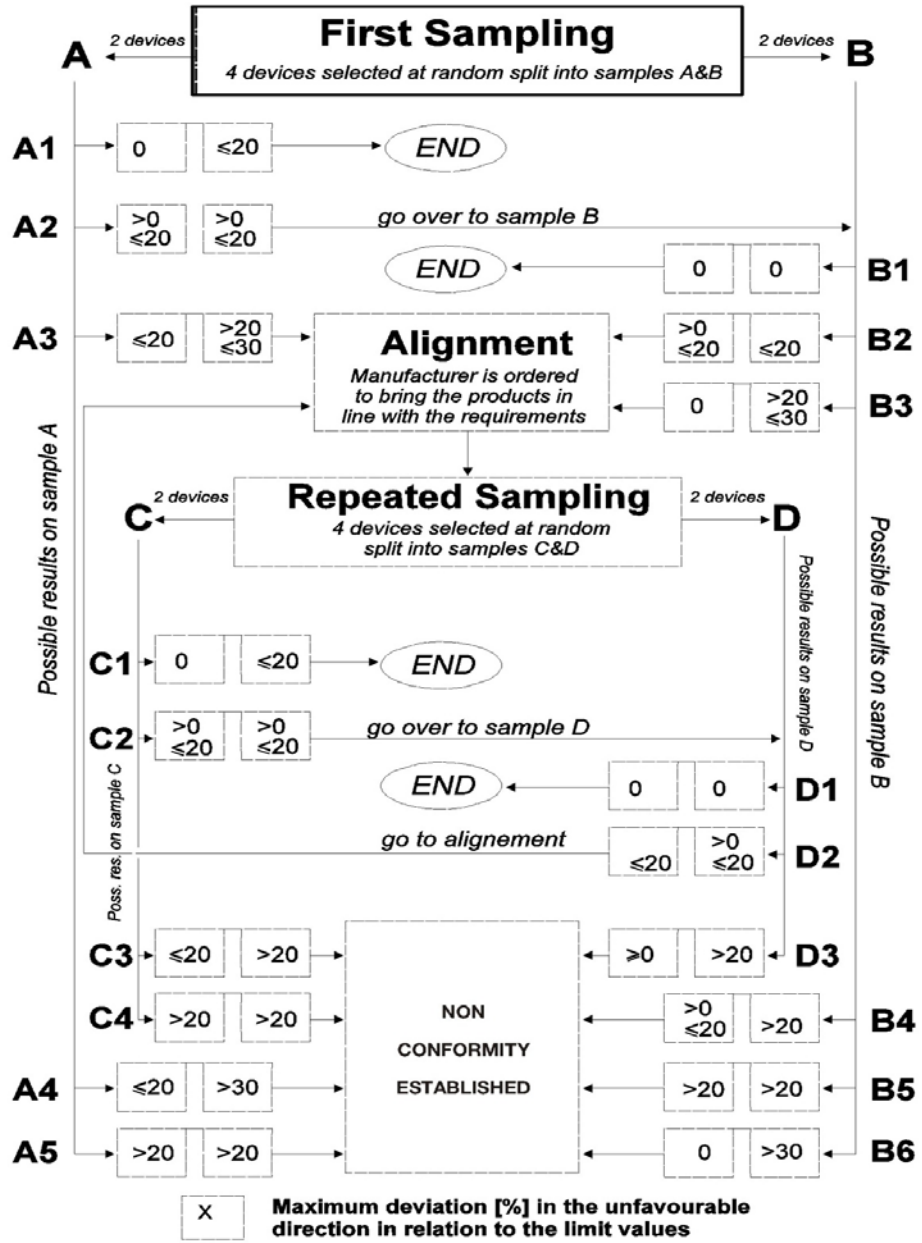 First Sampling
4 devices selected at random split into samples A&B
A
2 devices
2 devices
B
A1
0
≤20
END
A2
>0
≤20
>0
≤20
go over to sample B
END
0
0
B1
A3
≤20
>20
≤30
Alignment
Manufacturer is ordered
to bring the products in
line with the requirements
>0
≤20
≤20
B2
0
>20
≤30
B3
Possible results on sample A
Possible results on sample B
C
2 devices
Repeated Sampling
4 devices selected at random
split into samples C&D
2 devices
D
Poss. res. on sample C
Possible results on sample D
C1
0
≤20
END
C2
>0
≤20
>0
≤20
go over to sample D
END
0
0
D1
go to alignement
≤20
>0
≤20
D2
C3
≤20
>20
NON
CONFORMITY
ESTABLISHED
≥0
>20
D3
C4
>20
>20
>0
≤20
>20
B4
A4
≤20
>30
>20
>20
B5
A5
>20
>20
0
>30
B6
X
Maximum deviation [%] in the unfavourable
direction in relation to the limit values